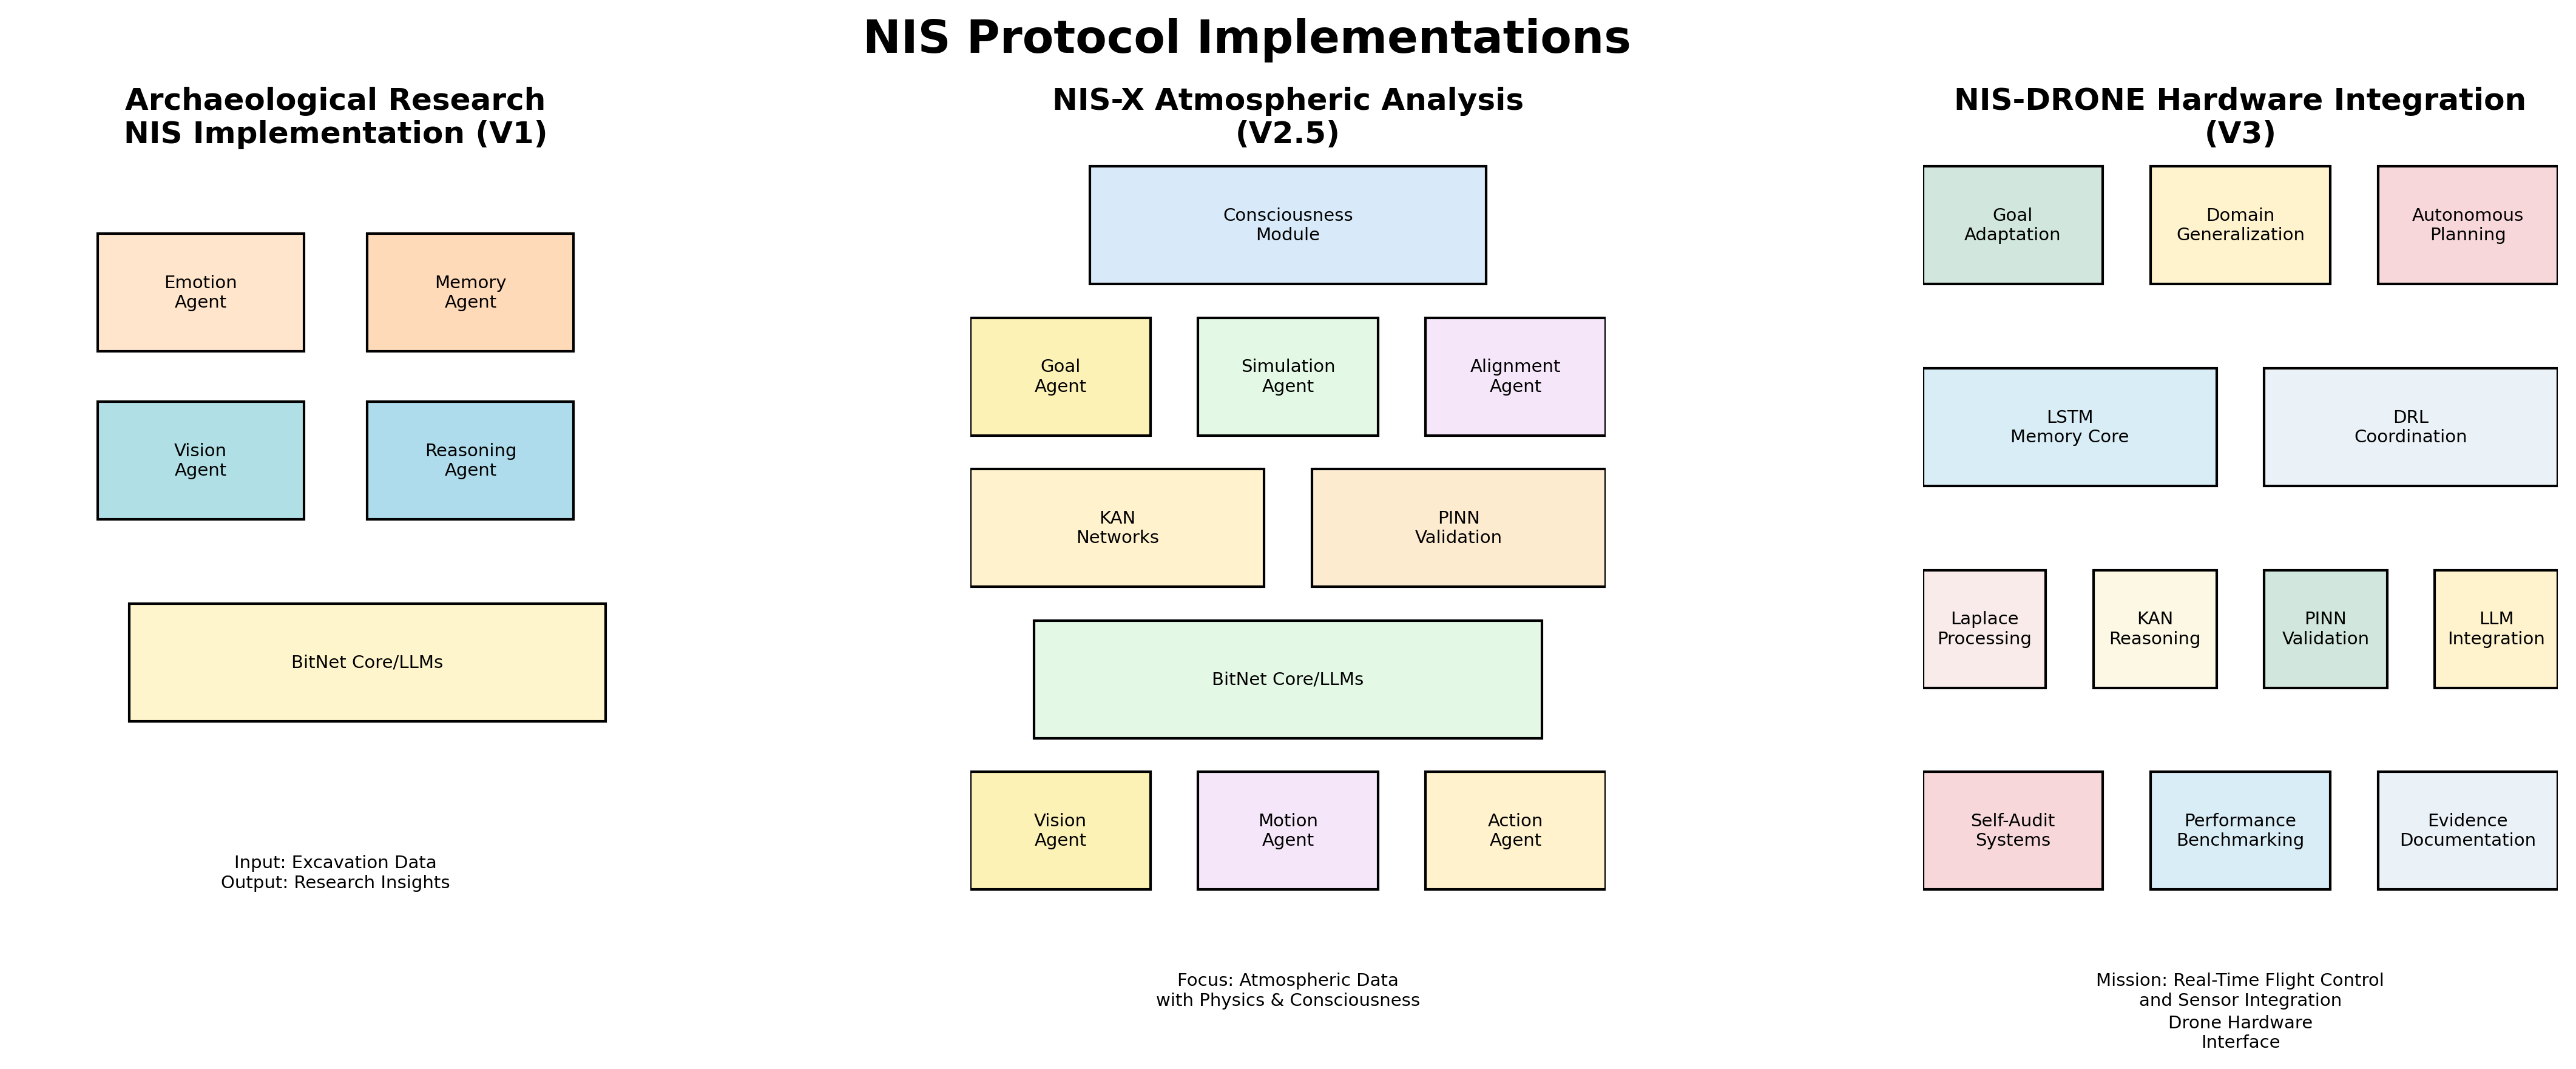 NIS Protocol Implementations
Archaeological Research
NIS Implementation (V1)
Emotion
Agent
Memory
Agent
Vision
Agent
Reasoning
Agent
BitNet Core/LLMs
Input: Excavation Data
Output: Research Insights
NIS-X Atmospheric Analysis
(V2.5)
Consciousness
Module
Goal
Agent
Simulation
Agent
Alignment
Agent
KAN
Networks
PINN
Validation
BitNet Core/LLMs
Vision
Agent
Motion
Agent
Action
Agent
Focus: Atmospheric Data
with Physics & Consciousness
NIS-DRONE Hardware Integration
(V3)
Goal
Adaptation
Domain
Generalization
Autonomous
Planning
LSTM
Memory Core
DRL
Coordination
Laplace
Processing
KAN
Reasoning
PINN
Validation
LLM
Integration
Self-Audit
Systems
Performance
Benchmarking
Evidence
Documentation
Mission: Real-Time Flight Control
and Sensor Integration
Drone Hardware
Interface